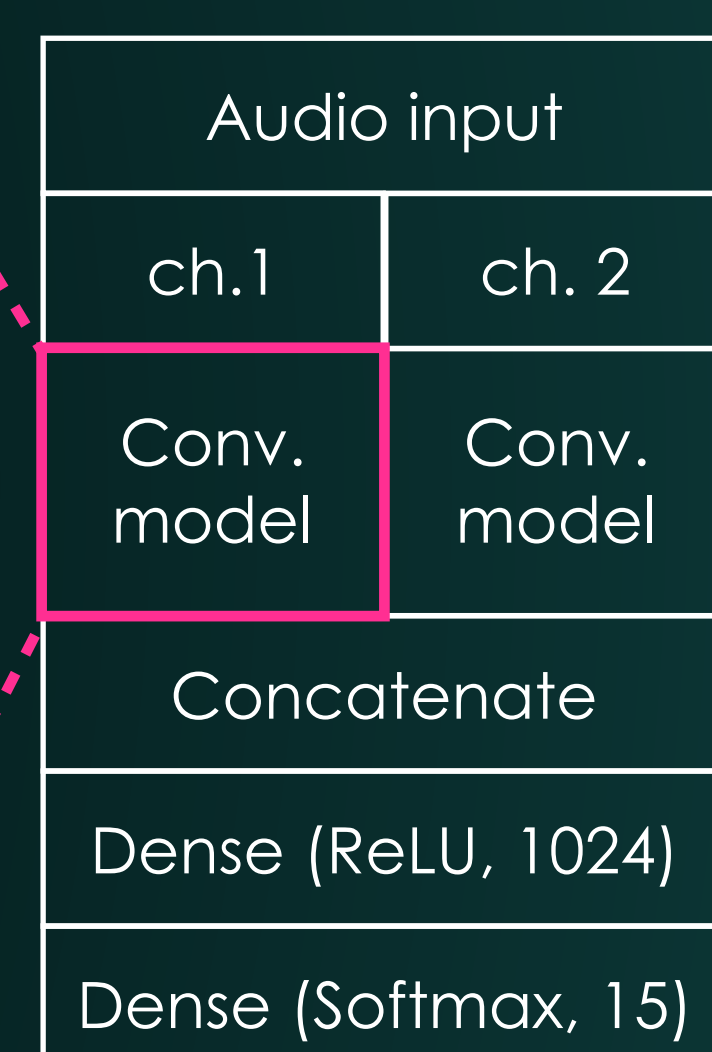 Audio input
ch.1 ch. 2
Conv. Conv.
model model
Concatenate
Dense (ReLU, 1024)
Dense (Softmax, 15)